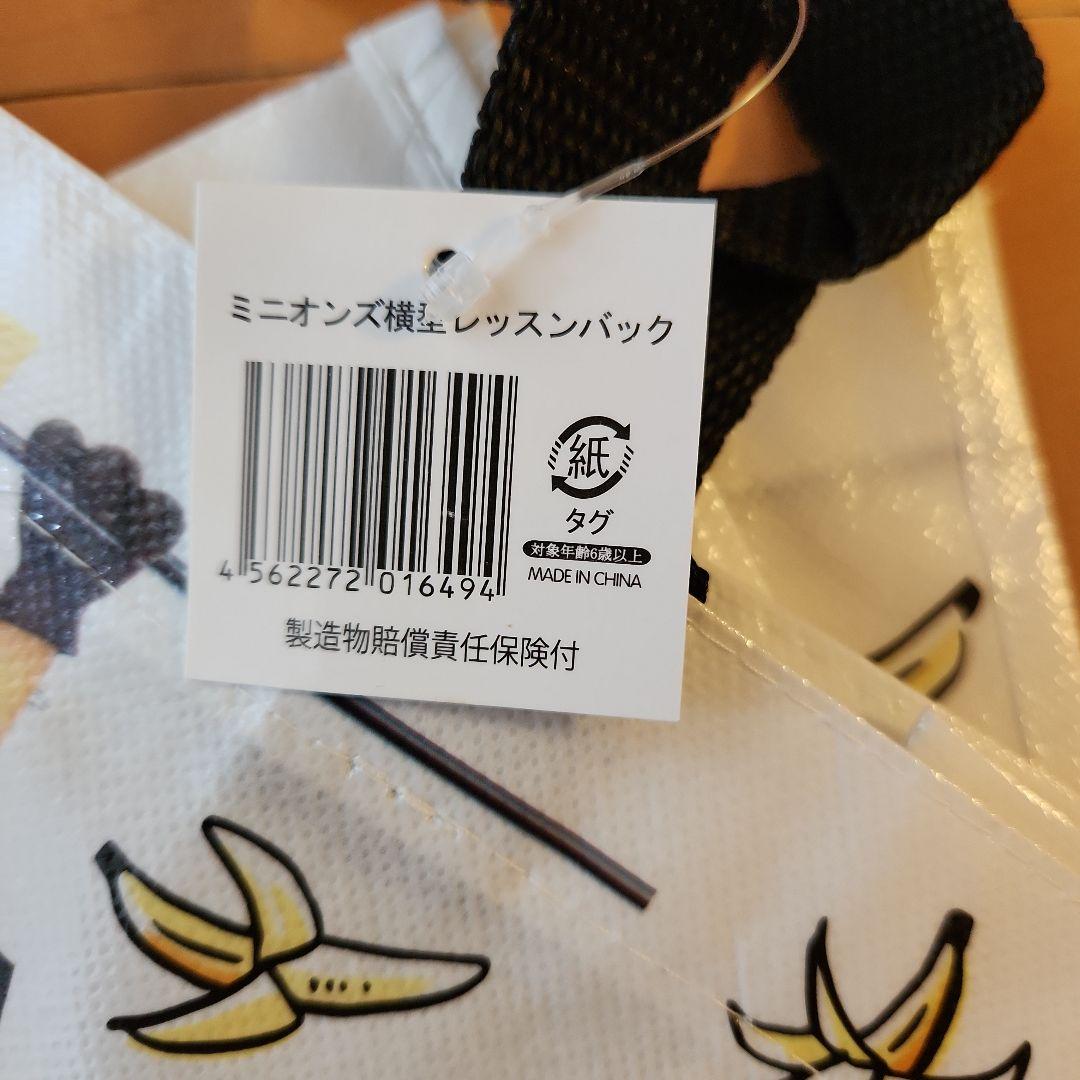 ミニオンズ横型レッスンバック
紙
タグ
対象年齢6歳以上
MADE IN CHINA
4 562272 016494
製造物賠償責任保険付